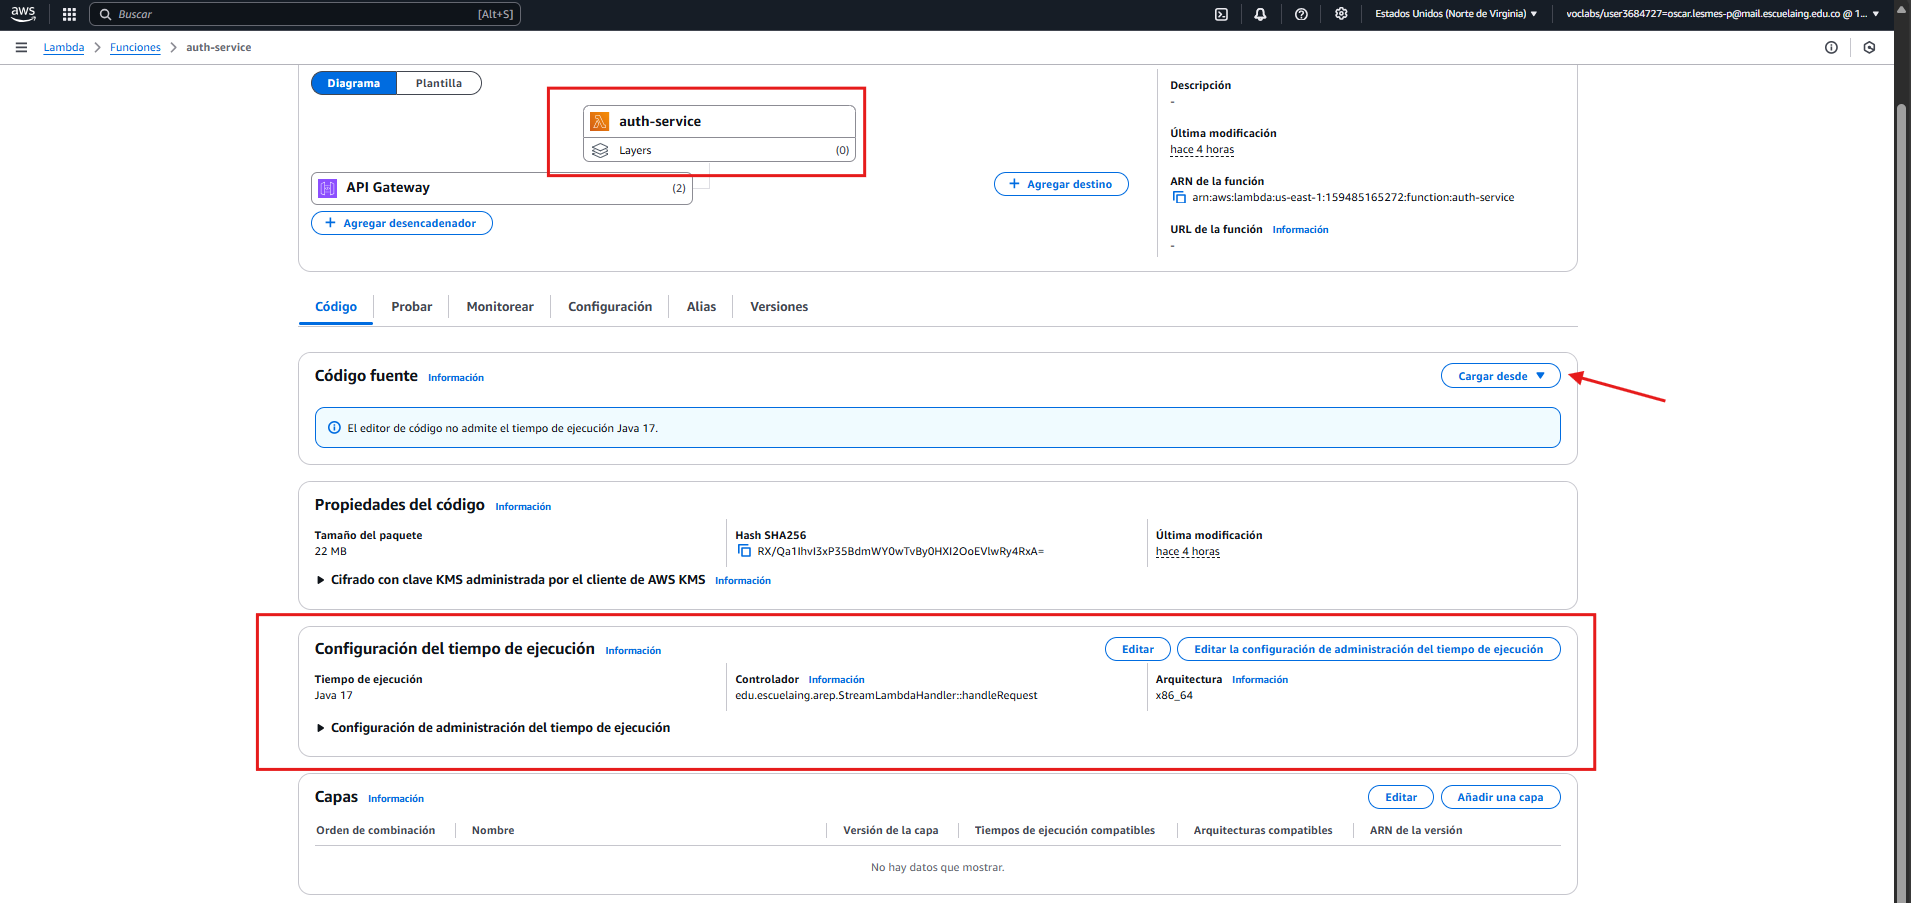 aws
Buscar
[Alt+S]
Estados Unidos (Norte de Virginia)
voclabs/user3684727=oscar.lesmes-p@mail.escuelaing.edu.co @ 1...
Lambda
Funciones
auth-service
Diagrama
Plantilla
auth-service
Layers
(0)
API Gateway
(2)
Agregar desencadenador
Agregar destino
Descripción
-
Última modificación
hace 4 horas
ARN de la función
arn:aws:lambda:us-east-1:159485165272:function:auth-service
URL de la función Información
-
Código
Probar
Monitorear
Configuración
Alias
Versiones
Código fuente Información
Cargar desde
El editor de código no admite el tiempo de ejecución Java 17.
Propiedades del código Información
Tamaño del paquete
22 MB
Hash SHA256
RX/Qa1IhvI3xP35BdmWY0wTvBy0HXI2OoEVlwRy4RxA=
Última modificación
hace 4 horas
Cifrado con clave KMS administrada por el cliente de AWS KMS Información
Configuración del tiempo de ejecución Información
Editar
Editar la configuración de administración del tiempo de ejecución
Tiempo de ejecución
Java 17
Controlador Información
edu.escuelaing.arep.StreamLambdaHandler::handleRequest
Arquitectura Información
x86_64
Configuración de administración del tiempo de ejecución
Capas Información
Editar
Añadir una capa
Orden de combinación
Nombre
Versión de la capa
Tiempos de ejecución compatibles
Arquitecturas compatibles
ARN de la versión
No hay datos que mostrar.